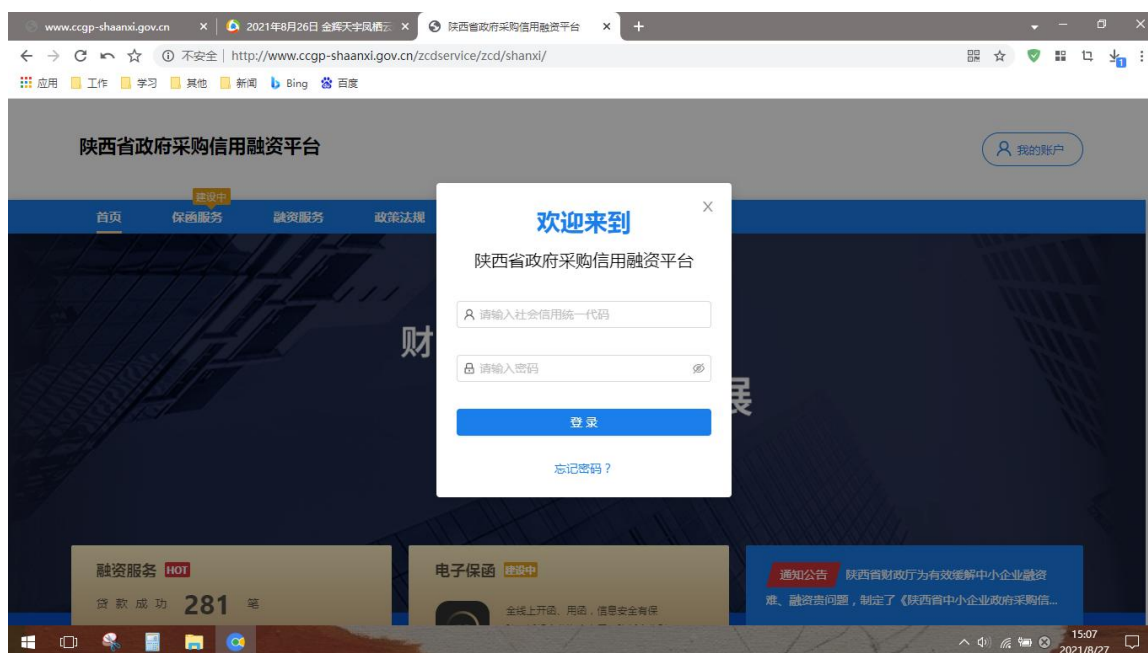 www.ccgp-shaanxi.gov.cn
2021年8月26日 金辉天宇凤栖云
陕西省政府采购信用融资平台
不安全 | http://www.ccgp-shaanxi.gov.cn/zcdservice/zcd/shanxi/
应用 工作 学习 其他 新闻 Bing 百度
陕西省政府采购信用融资平台
我的账户
建设中
首页 保函服务 融资服务 政策法规
欢迎来到
陕西省政府采购信用融资平台
请输入社会信用统一代码
请输入密码
登录
忘记密码？
财
展
融资服务 HOT
贷款成功 281 笔
电子保函 建设中
全线上开函、用函，信息安全有保
通知公告 陕西省财政厅为有效缓解中小企业融资
难、融资贵问题，制定了《陕西省中小企业政府采购信...
1
15:07
2021/8/27